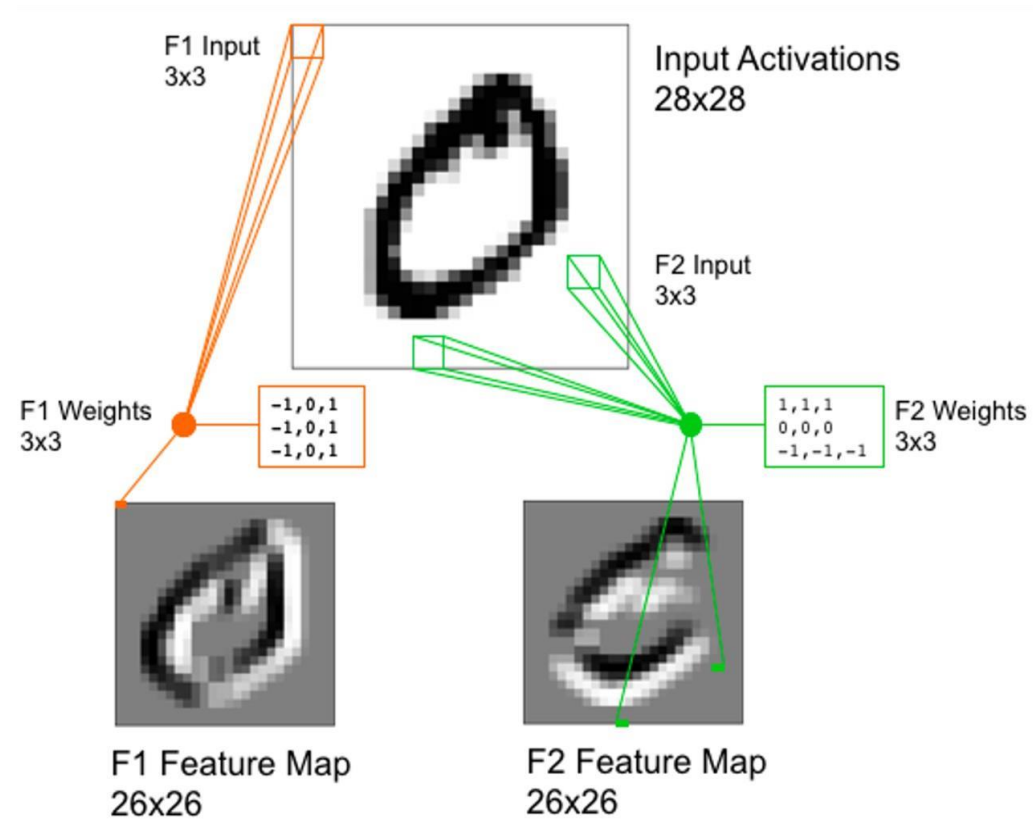 F1 Input
3x3
Input Activations
28x28
F2 Input
3x3
F1 Weights
3x3
-1,0,1
-1,0,1
-1,0,1
1,1,1
0,0,0
-1,-1,-1
F2 Weights
3x3
F1 Feature Map
26x26
F2 Feature Map
26x26